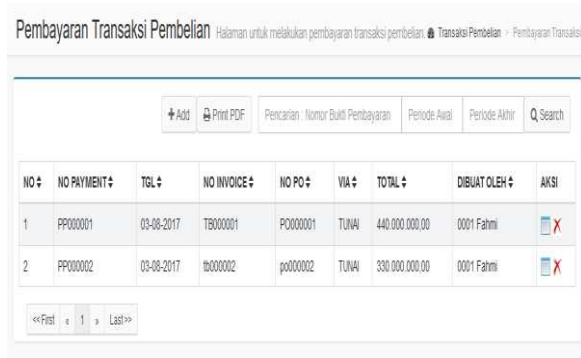 Pembayaran Transaksi Pembelian Halaman untuk melakukan pembayaran transaksi pembelian. Transaksi Pembelian > Pembayaran Transaksi
+ Add Print PDF Pencarian : Nomor Bukti Pembayaran Periode Awal Periode Akhir Search
NO NO PAYMENT TGL NO INVOICE NO PO VIA TOTAL DIBUAT OLEH AKSI
1 PP000001 03-08-2017 TB000001 PO000001 TUNAI 440.000.000,00 0001 Fahmi
2 PP000002 03-08-2017 tb000002 po000002 TUNAI 330.000.000,00 0001 Fahmi
<< First « 1 » Last >>